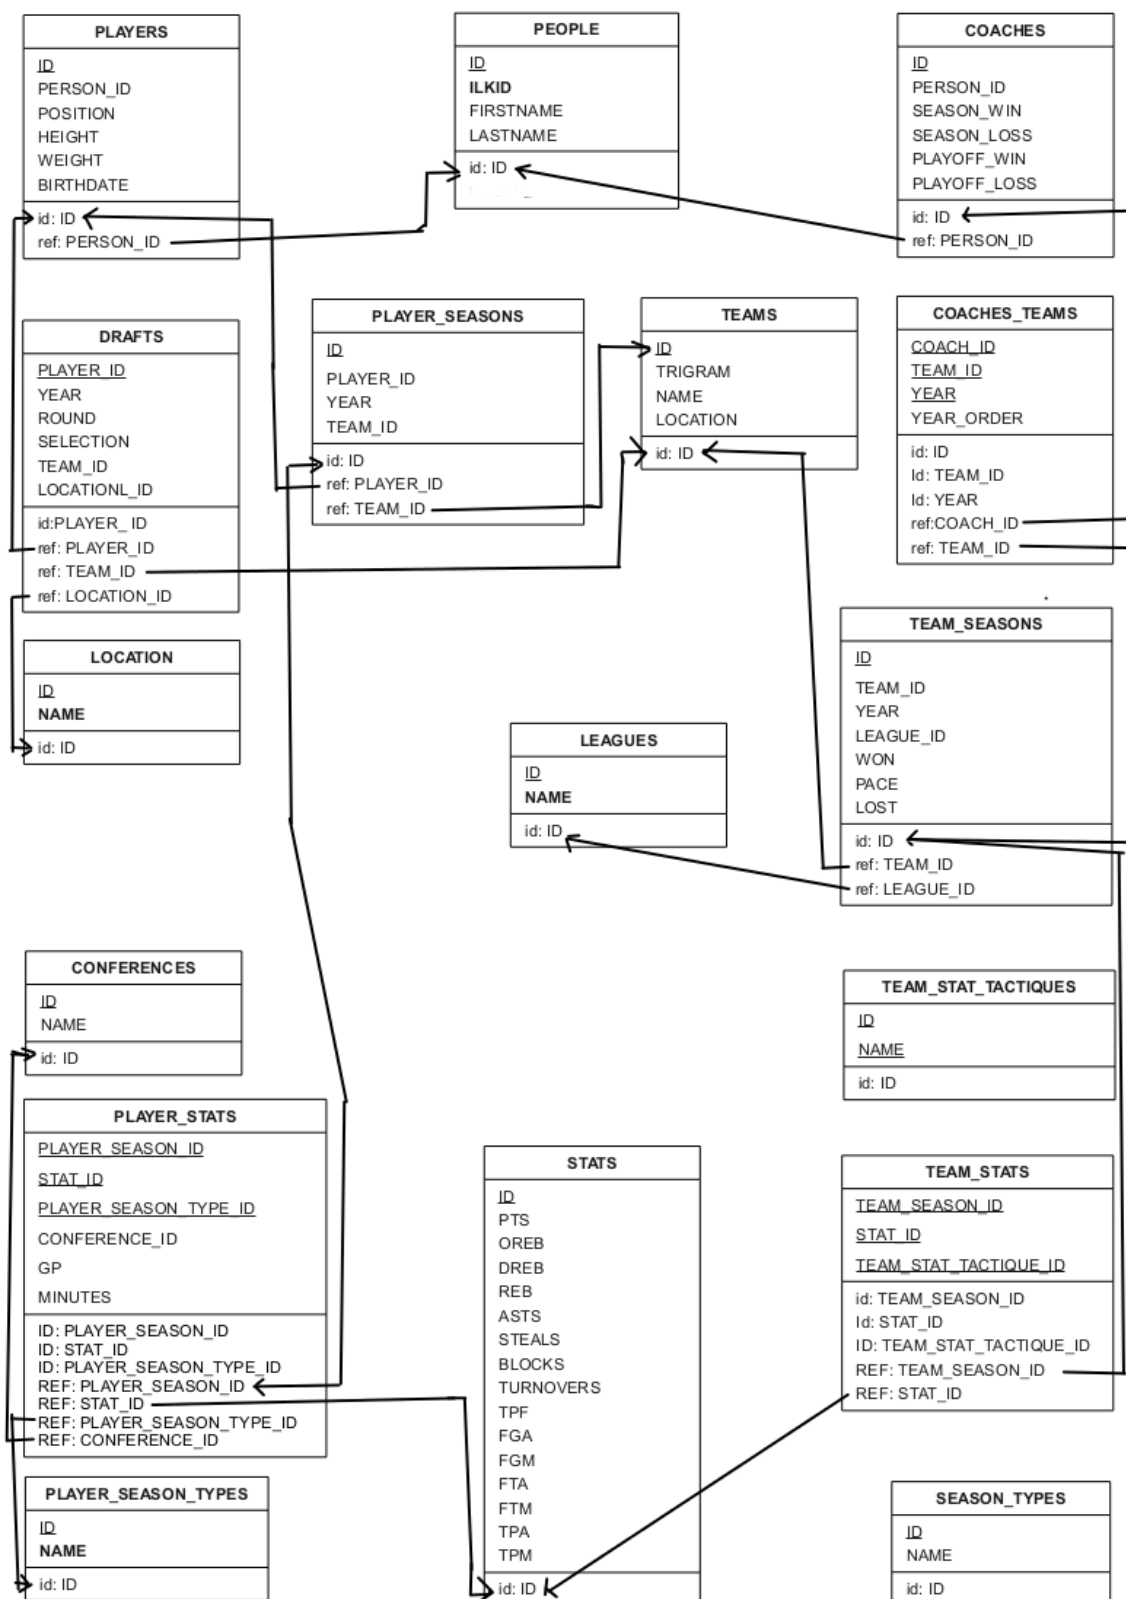 PLAYERS
ID
PERSON_ID
POSITION
HEIGHT
WEIGHT
BIRTHDATE
id: ID
ref: PERSON_ID
PEOPLE
ID
ILKID
FIRSTNAME
LASTNAME
id: ID
COACHES
ID
PERSON_ID
SEASON_WIN
SEASON_LOSS
PLAYOFF_WIN
PLAYOFF_LOSS
id: ID
ref: PERSON_ID
DRAFTS
PLAYER_ID
YEAR
ROUND
SELECTION
TEAM_ID
LOCATIONL_ID
id:PLAYER_ ID
ref: PLAYER_ID
ref: TEAM_ID
ref: LOCATION_ID
PLAYER_SEASONS
ID
PLAYER_ID
YEAR
TEAM_ID
id: ID
ref: PLAYER_ID
ref: TEAM_ID
TEAMS
ID
TRIGRAM
NAME
LOCATION
id: ID
COACHES_TEAMS
COACH_ID
TEAM_ID
YEAR
YEAR_ORDER
id: ID
Id: TEAM_ID
Id: YEAR
ref:COACH_ID
ref: TEAM_ID
LOCATION
ID
NAME
id: ID
LEAGUES
ID
NAME
id: ID
TEAM_SEASONS
ID
TEAM_ID
YEAR
LEAGUE_ID
WON
PACE
LOST
id: ID
ref: TEAM_ID
ref: LEAGUE_ID
CONFERENCES
ID
NAME
id: ID
TEAM_STAT_TACTIQUES
ID
NAME
id: ID
PLAYER_STATS
PLAYER_SEASON_ID
STAT_ID
PLAYER_SEASON_TYPE_ID
CONFERENCE_ID
GP
MINUTES
ID: PLAYER_SEASON_ID
ID: STAT_ID
ID: PLAYER_SEASON_TYPE_ID
REF: PLAYER_SEASON_ID
REF: STAT_ID
REF: PLAYER_SEASON_TYPE_ID
REF: CONFERENCE_ID
STATS
ID
PTS
OREB
DREB
REB
ASTS
STEALS
BLOCKS
TURNOVERS
TPF
FGA
FGM
FTA
FTM
TPA
TPM
id: ID
TEAM_STATS
TEAM_SEASON_ID
STAT_ID
TEAM_STAT_TACTIQUE_ID
id: TEAM_SEASON_ID
Id: STAT_ID
ID: TEAM_STAT_TACTIQUE_ID
REF: TEAM_SEASON_ID
REF: STAT_ID
PLAYER_SEASON_TYPES
ID
NAME
id: ID
SEASON_TYPES
ID
NAME
id: ID